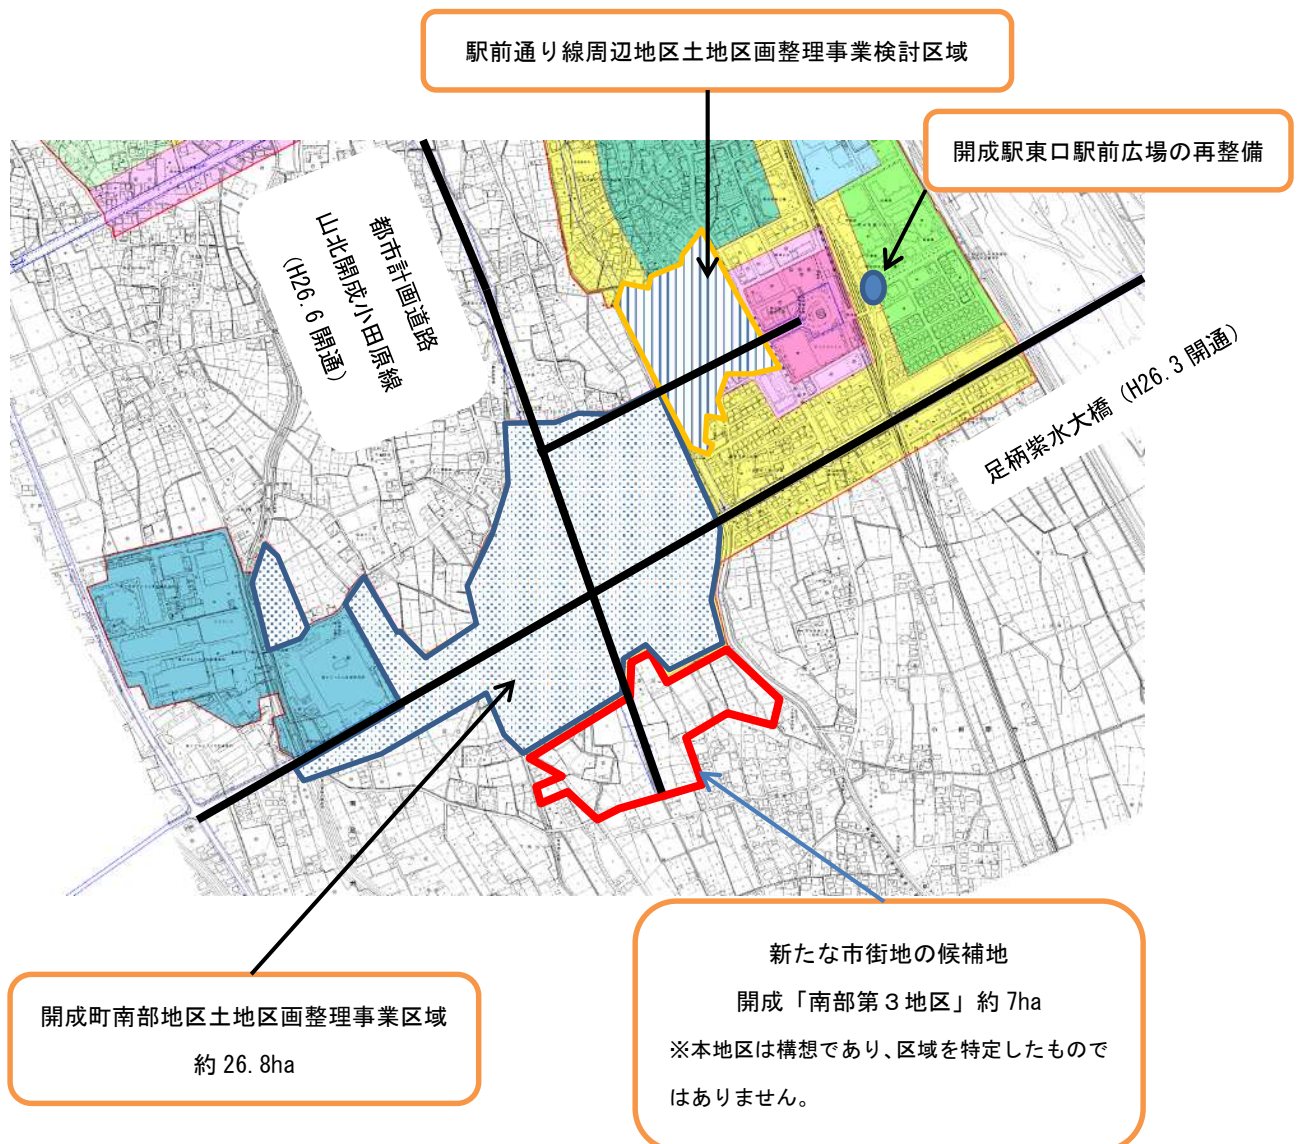 駅前通り線周辺地区土地区画整理事業検討区域
開成駅東口駅前広場の再整備
都市計画道路
山北開成小田原線
（H26.6 開通）
足柄紫水大橋（H26.3 開通）
開成町南部地区土地区画整理事業区域
約 26.8ha
新たな市街地の候補地
開成「南部第３地区」約 7ha
※本地区は構想であり、区域を特定したもので
はありません。